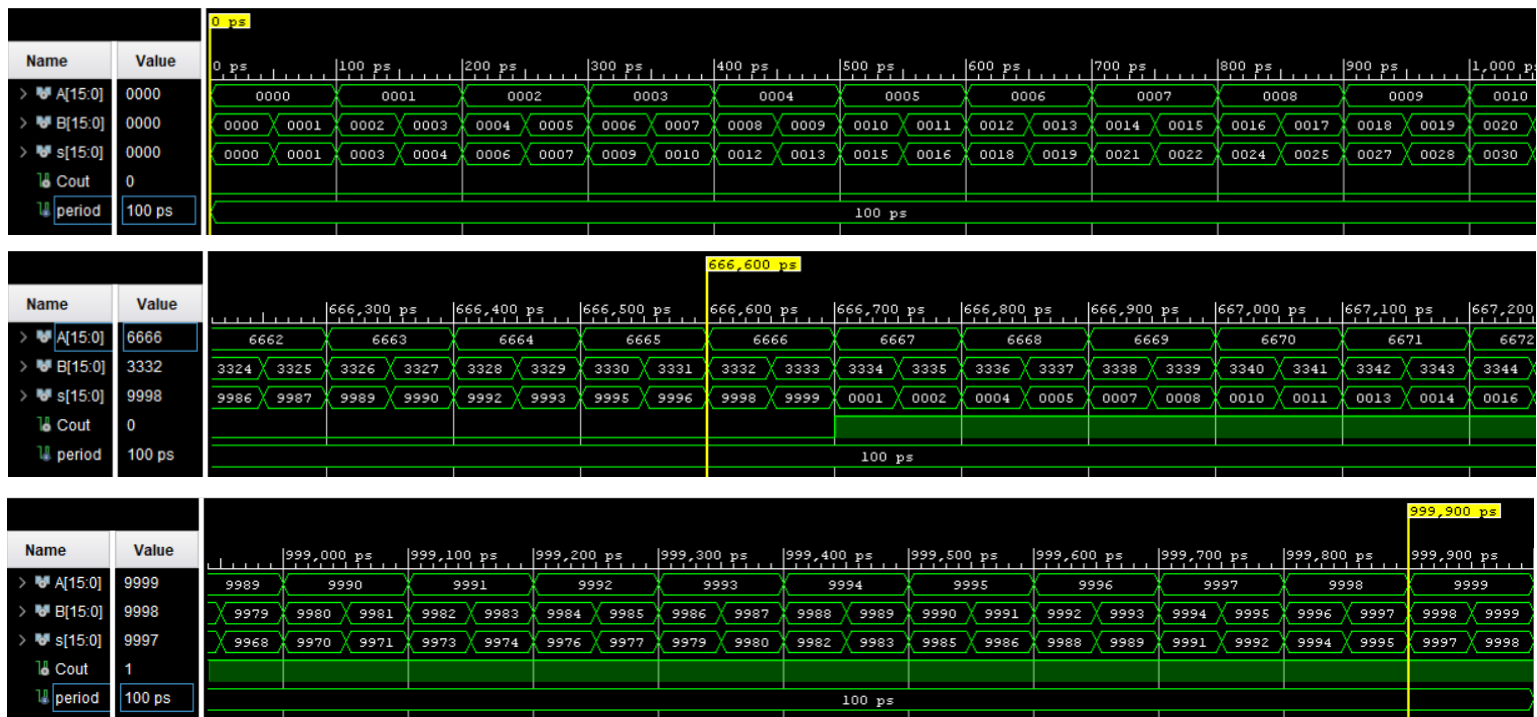 0 ps
Name Value
0 ps 100 ps 200 ps 300 ps 400 ps 500 ps 600 ps 700 ps 800 ps 900 ps 1,000 ps
A[15:0] 0000 0000 0001 0002 0003 0004 0005 0006 0007 0008 0009 0010
B[15:0] 0000 0000 0001 0002 0003 0004 0005 0006 0007 0008 0009 0010 0011 0012 0013 0014 0015 0016 0017 0018 0019 0020
s[15:0] 0000 0000 0001 0003 0004 0006 0007 0009 0010 0012 0013 0015 0016 0018 0019 0021 0022 0024 0025 0027 0028 0030
Cout 0
period 100 ps 100 ps
666,600 ps
Name Value
666,300 ps 666,400 ps 666,500 ps 666,600 ps 666,700 ps 666,800 ps 666,900 ps 667,000 ps 667,100 ps 667,200
A[15:0] 6666 6662 6663 6664 6665 6666 6667 6668 6669 6670 6671 6672
B[15:0] 3332 3324 3325 3326 3327 3328 3329 3330 3331 3332 3333 3334 3335 3336 3337 3338 3339 3340 3341 3342 3343 3344
s[15:0] 9998 9986 9987 9989 9990 9992 9993 9995 9996 9998 9999 0001 0002 0004 0005 0007 0008 0010 0011 0013 0014 0016
Cout 0
period 100 ps 100 ps
999,900 ps
Name Value
999,000 ps 999,100 ps 999,200 ps 999,300 ps 999,400 ps 999,500 ps 999,600 ps 999,700 ps 999,800 ps 999,900 ps
A[15:0] 9999 9989 9990 9991 9992 9993 9994 9995 9996 9997 9998 9999
B[15:0] 9998 9979 9980 9981 9982 9983 9984 9985 9986 9987 9988 9989 9990 9991 9992 9993 9994 9995 9996 9997 9998 9999
s[15:0] 9997 9968 9970 9971 9973 9974 9976 9977 9979 9980 9982 9983 9985 9986 9988 9989 9991 9992 9994 9995 9997 9998
Cout 1
period 100 ps 100 ps